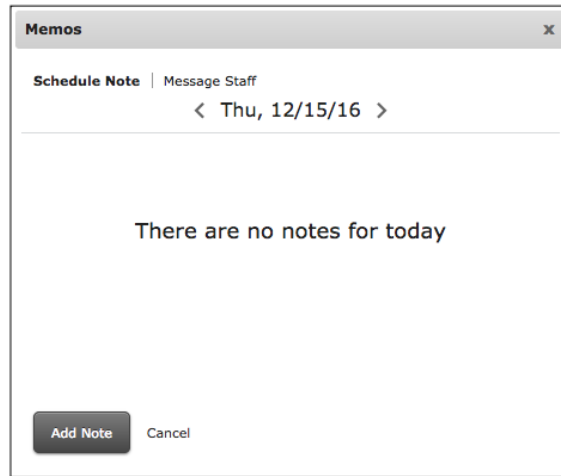 Memos x
Schedule Note | Message Staff
< Thu, 12/15/16 >
There are no notes for today
Add Note Cancel